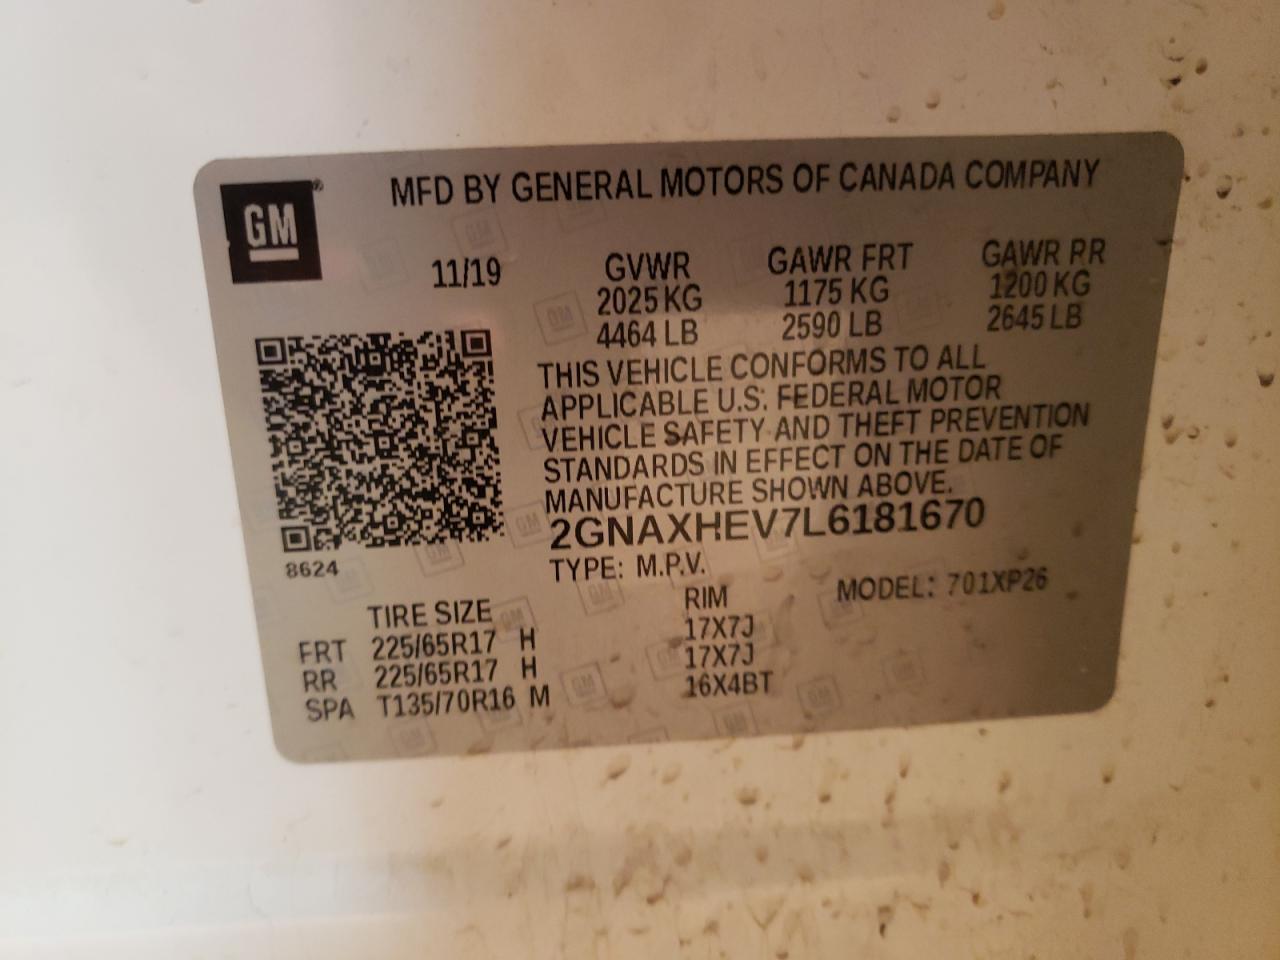 GM ®
MFD BY GENERAL MOTORS OF CANADA COMPANY
11/19 GVWR GAWR FRT GAWR RR
2025 KG 1175 KG 1200 KG
4464 LB 2590 LB 2645 LB
THIS VEHICLE CONFORMS TO ALL
APPLICABLE U.S. FEDERAL MOTOR
VEHICLE SAFETY AND THEFT PREVENTION
STANDARDS IN EFFECT ON THE DATE OF
MANUFACTURE SHOWN ABOVE.
2GNAXHEV7L6181670
8624
TYPE: M.P.V. MODEL: 701XP26
TIRE SIZE RIM
FRT 225/65R17 H 17X7J
RR 225/65R17 H 17X7J
SPA T135/70R16 M 16X4BT